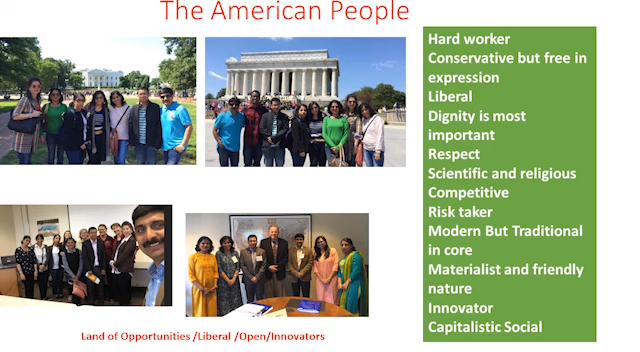 The American People
Hard worker
Conservative but free in
expression
Liberal
Dignity is most
important
Respect
Scientific and religious
Competitive
Risk taker
Modern But Traditional
in core
Materialist and friendly
nature
Innovator
Capitalistic Social
Land of Opportunities /Liberal /Open/Innovators